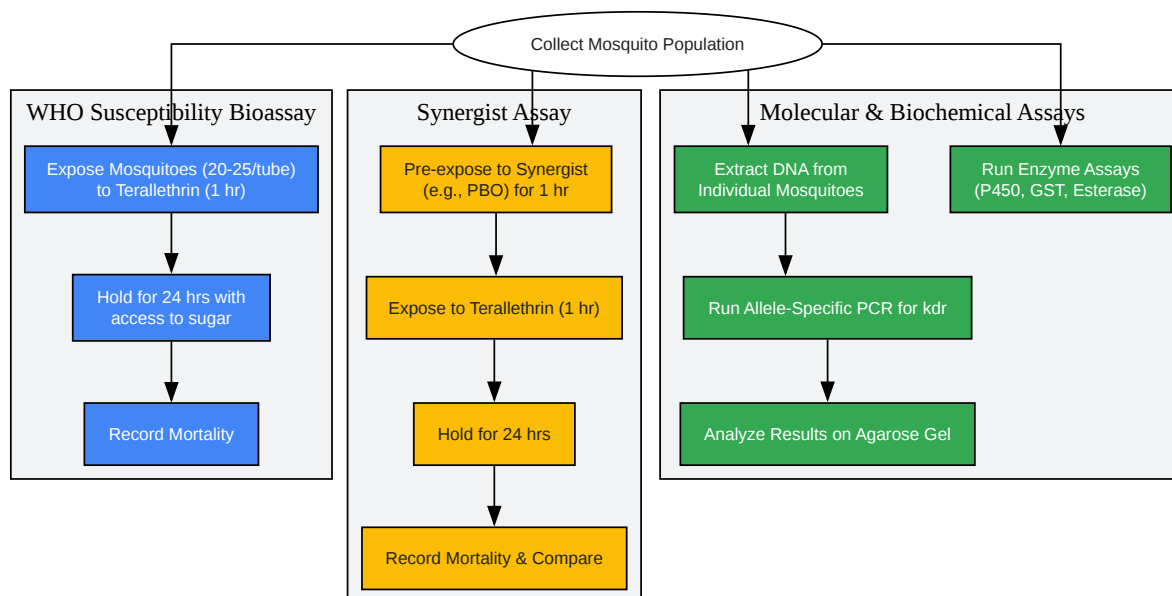 Collect Mosquito Population
WHO Susceptibility Bioassay
Expose Mosquitoes (20-25/tube)
to Terallethrin (1 hr)
Hold for 24 hrs with
access to sugar
Record Mortality
Synergist Assay
Pre-expose to Synergist
(e.g., PBO) for 1 hr
Expose to Terallethrin (1 hr)
Hold for 24 hrs
Record Mortality & Compare
Molecular & Biochemical Assays
Extract DNA from
Individual Mosquitoes
Run Allele-Specific PCR for kdr
Analyze Results on Agarose Gel
Run Enzyme Assays
(P450, GST, Esterase)